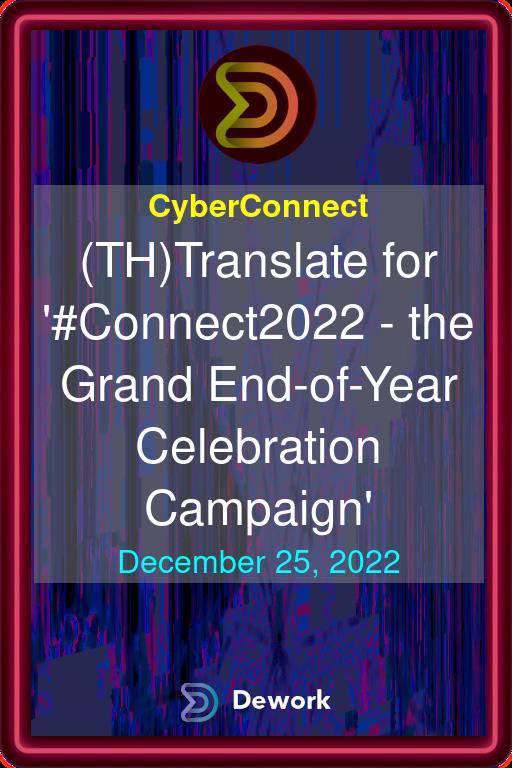 CyberConnect
(TH)Translate for
'#Connect2022 - the
Grand End-of-Year
Celebration
Campaign'
December 25, 2022
Dework